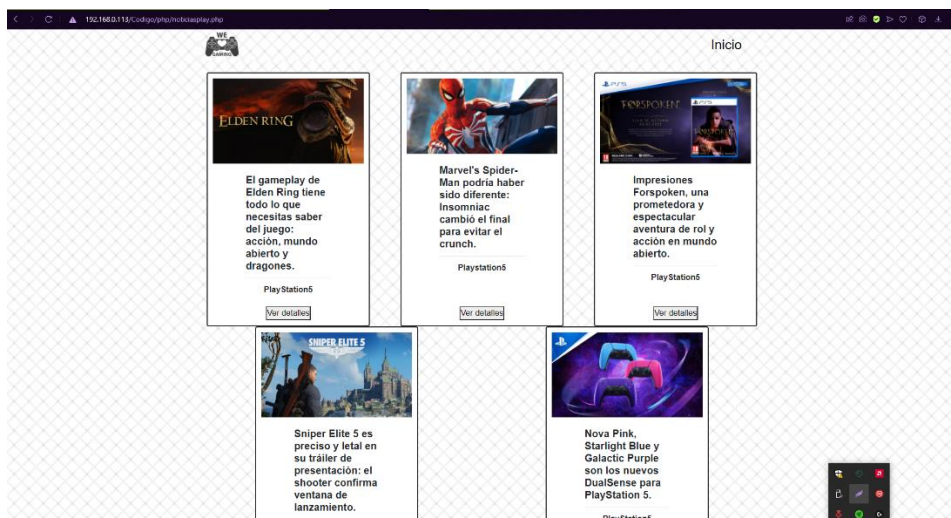 192.168.0.113/Codigo/php/noticiasplay.php
WE
GAMING
Inicio
ELDEN RING
El gameplay de
Elden Ring tiene
todo lo que
necesitas saber
del juego:
acción, mundo
abierto y
dragones.
PlayStation5
Ver detalles
Marvel's Spider-
Man podría haber
sido diferente:
Insomniac
cambió el final
para evitar el
crunch.
Playstation5
Ver detalles
PS5
FORSPOKEN
PS5
FORSPOKEN
Impresiones
Forspoken, una
prometedora y
espectacular
aventura de rol y
acción en mundo
abierto.
PlayStation5
Ver detalles
SNIPER ELITE 5
Sniper Elite 5 es
preciso y letal en
su tráiler de
presentación: el
shooter confirma
ventana de
lanzamiento.
Nova Pink,
Starlight Blue y
Galactic Purple
son los nuevos
DualSense para
PlayStation 5.
PlayStation5